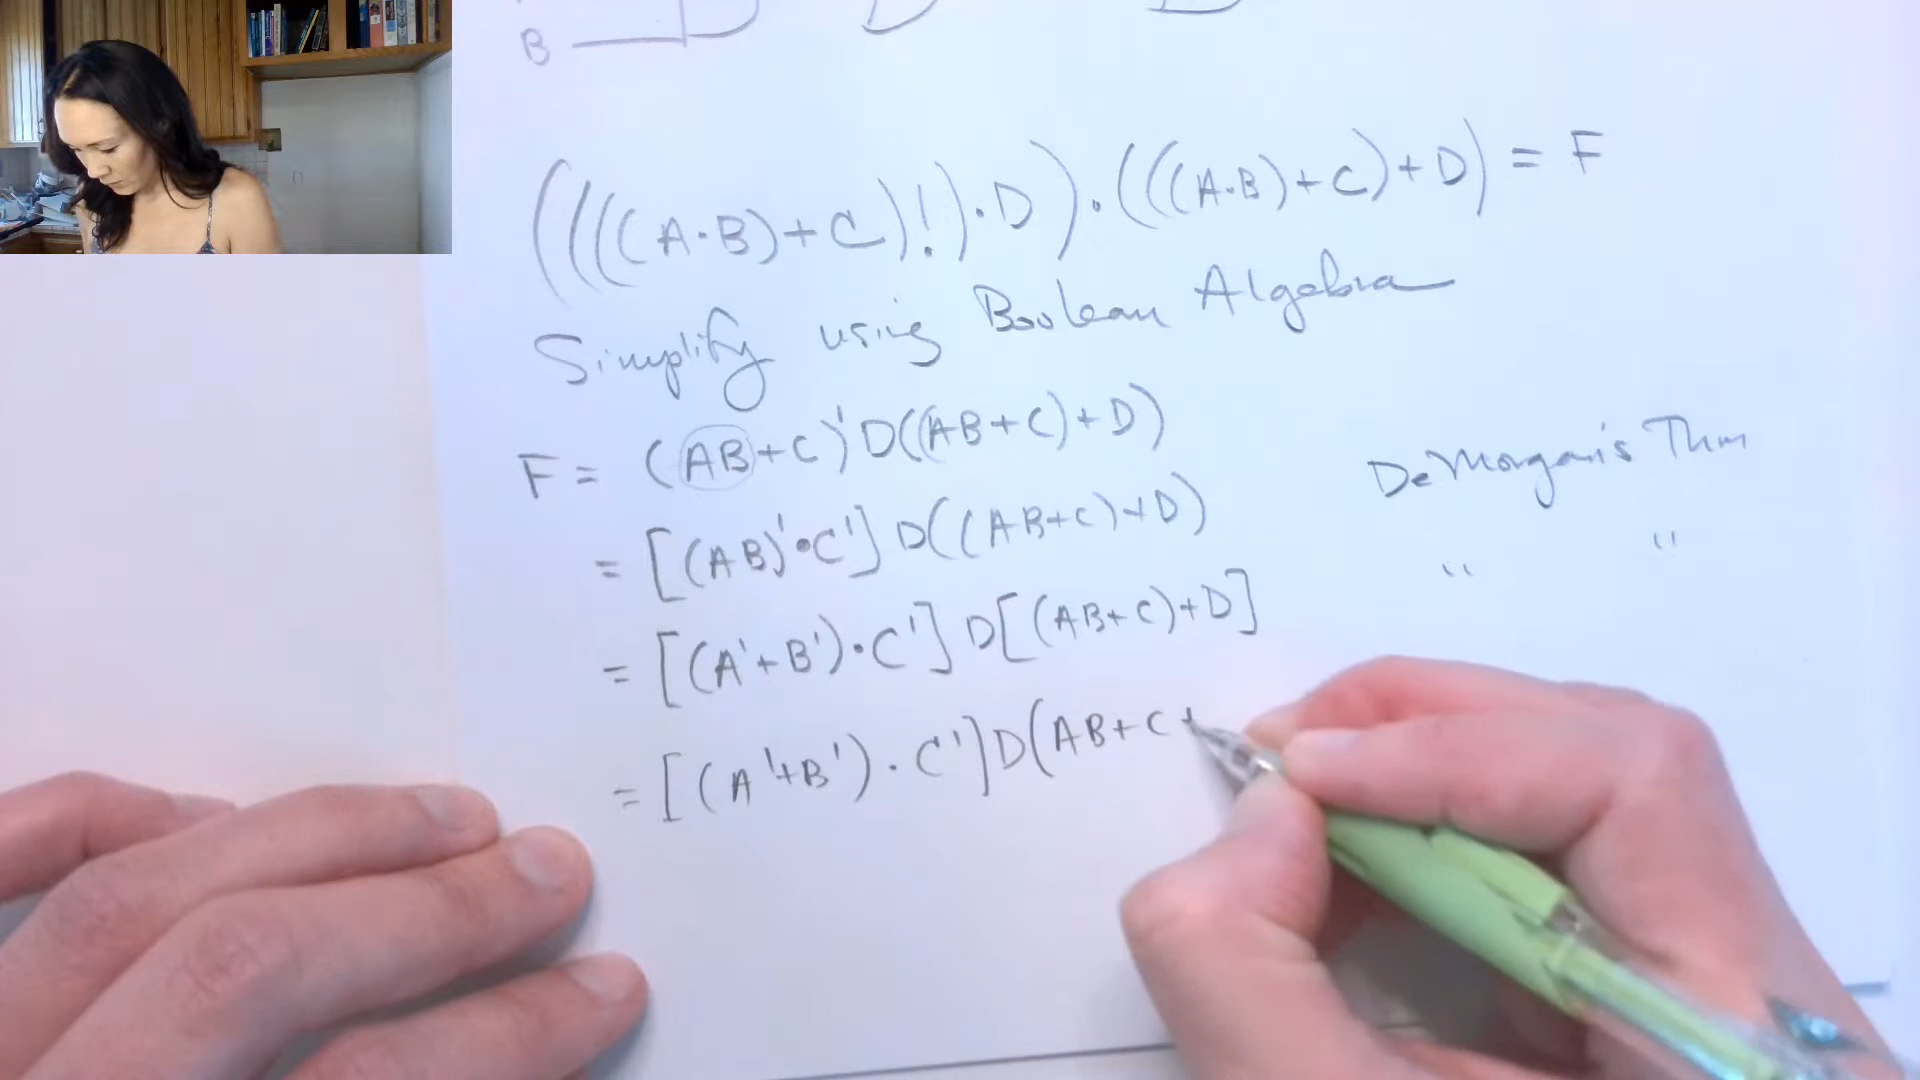 B
((((A·B)+C)!)·D)·(((A·B)+C)+D) = F
Simplify using Boolean Algebra
F = (AB+C)'D((AB+C)+D)
DeMorgan's Thm
= [(AB)'•C'] D((AB+C)+D)
" "
= [(A'+B')·C'] D[(AB+C)+D]
= [(A'+B')·C']D(AB+C+